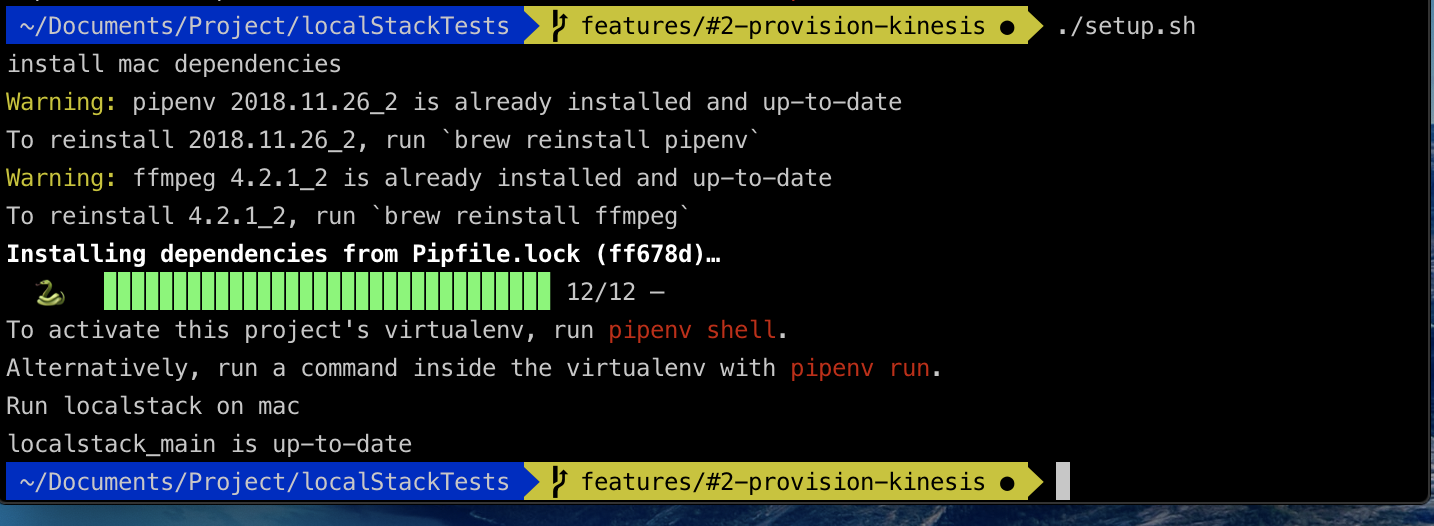 ~/Documents/Project/localStackTests features/#2-provision-kinesis ● ./setup.sh
install mac dependencies
Warning: pipenv 2018.11.26_2 is already installed and up-to-date
To reinstall 2018.11.26_2, run `brew reinstall pipenv`
Warning: ffmpeg 4.2.1_2 is already installed and up-to-date
To reinstall 4.2.1_2, run `brew reinstall ffmpeg`
Installing dependencies from Pipfile.lock (ff678d)…
12/12 —
To activate this project's virtualenv, run pipenv shell.
Alternatively, run a command inside the virtualenv with pipenv run.
Run localstack on mac
localstack_main is up-to-date
~/Documents/Project/localStackTests features/#2-provision-kinesis ●